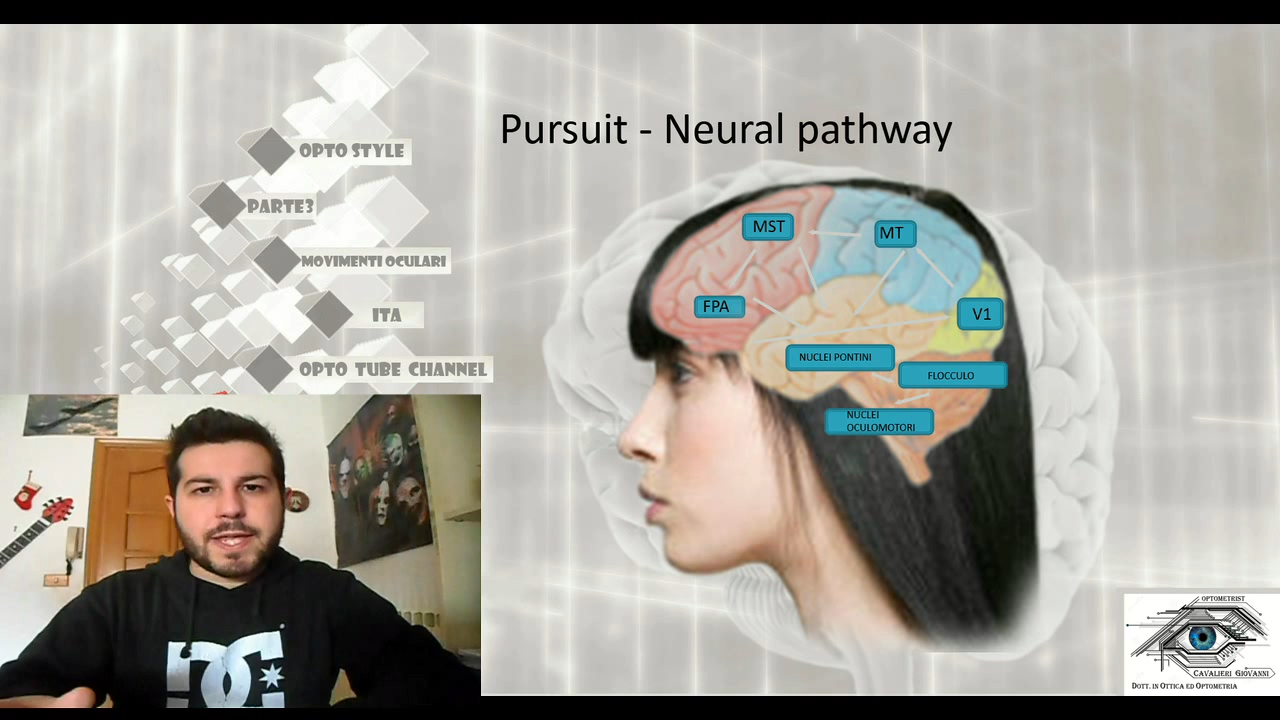 Pursuit - Neural pathway
OPTO STYLE
PARTE3
MOVIMENTI OCULARI
ITA
OPTO TUBE CHANNEL
MST
MT
FPA
V1
NUCLEI PONTINI
FLOCCULO
NUCLEI
OCULOMOTORI
OPTOMETRIST
CAVALIERI GIOVANNI
DOTT. IN OTTICA ED OPTOMETRIA